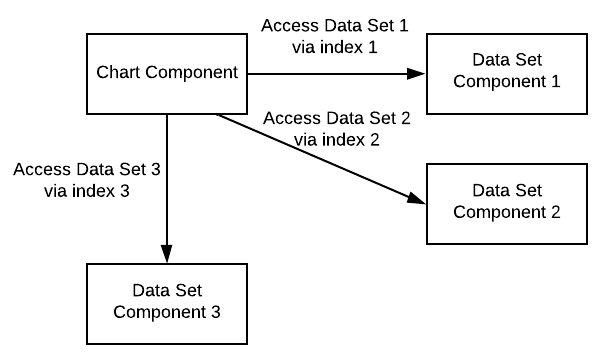 Access Data Set 1
via index 1
Chart Component
Data Set
Component 1
Access Data Set 2
via index 2
Access Data Set 3
via index 3
Data Set
Component 2
Data Set
Component 3